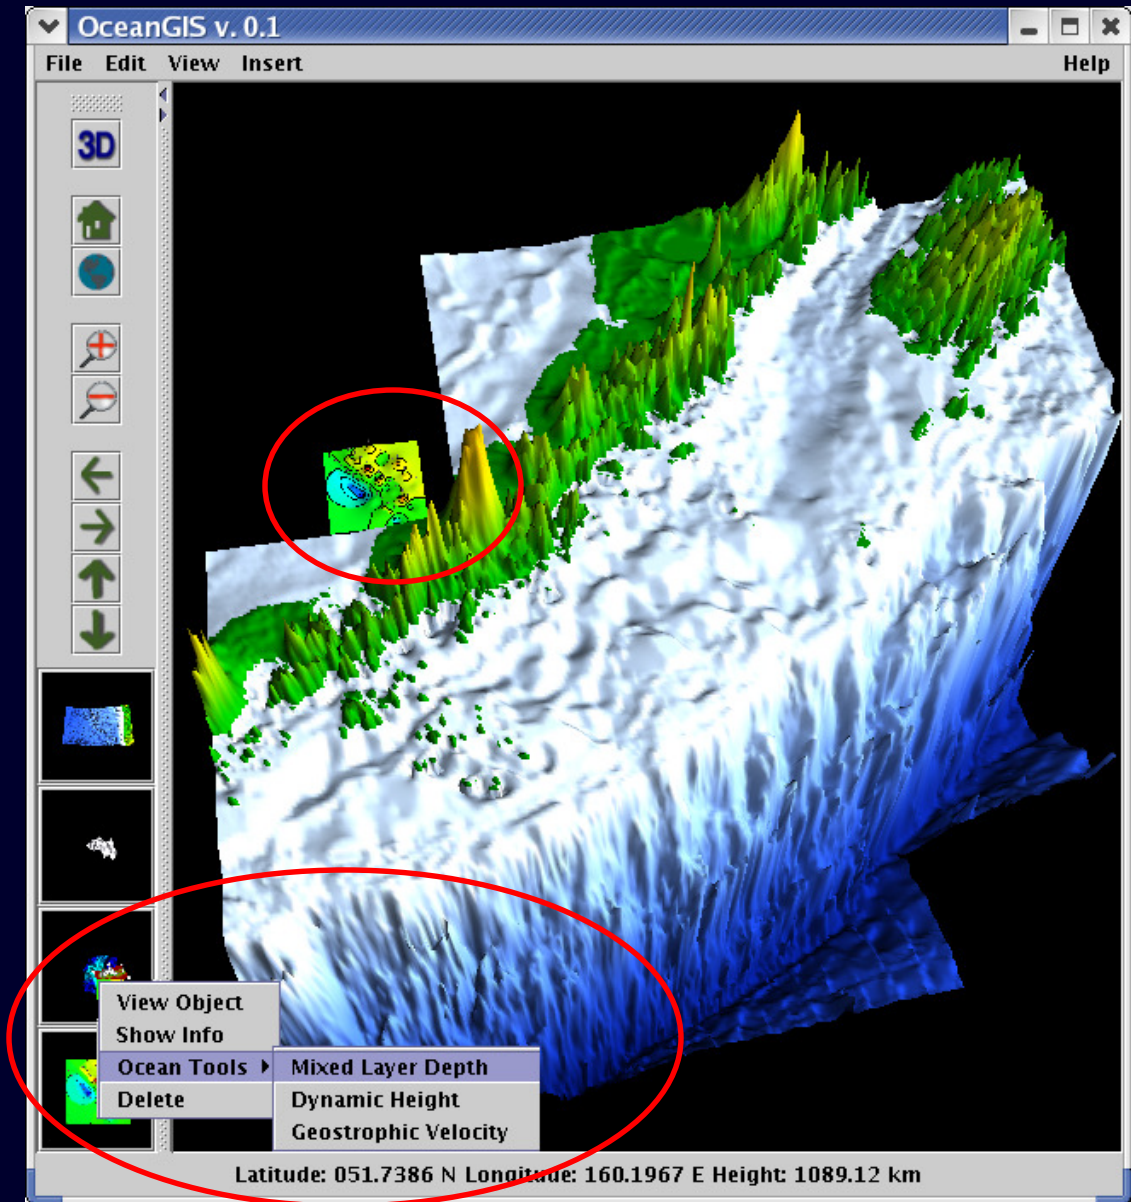 OceanGIS v. 0.1
File Edit View Insert Help
3D
View Object
Show Info
Ocean Tools
Delete
Mixed Layer Depth
Dynamic Height
Geostrophic Velocity
Latitude: 051.7386 N Longitude: 160.1967 E Height: 1089.12 km